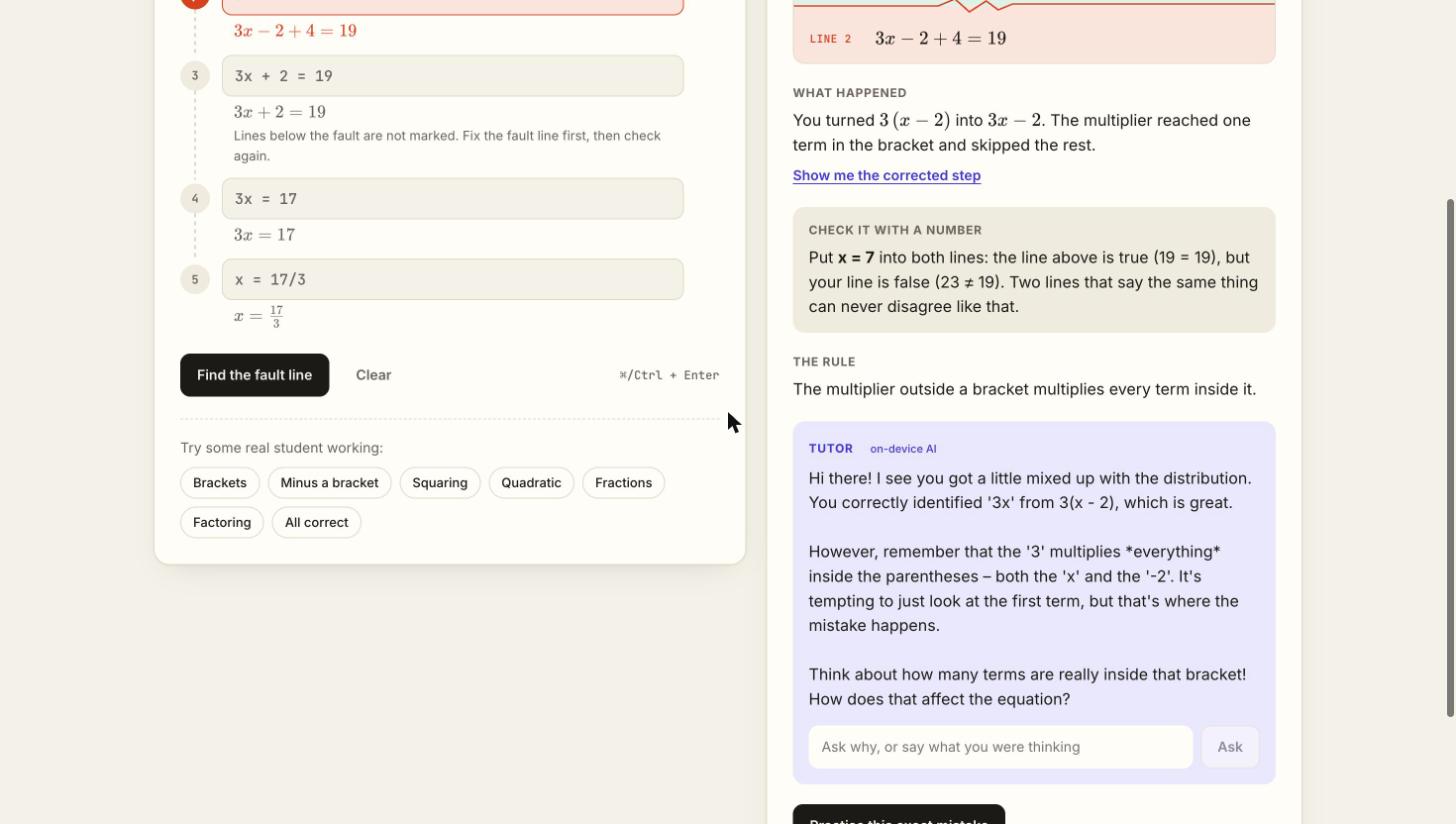 3x − 2 + 4 = 19
3
3x + 2 = 19
3x + 2 = 19
Lines below the fault are not marked. Fix the fault line first, then check
again.
4
3x = 17
3x = 17
5
x = 17/3
x = 17/3
Find the fault line
Clear
⌘/Ctrl + Enter
Try some real student working:
Brackets
Minus a bracket
Squaring
Quadratic
Fractions
Factoring
All correct
LINE 2
3x − 2 + 4 = 19
WHAT HAPPENED
You turned 3 (x − 2) into 3x − 2. The multiplier reached one
term in the bracket and skipped the rest.
Show me the corrected step
CHECK IT WITH A NUMBER
Put x = 7 into both lines: the line above is true (19 = 19), but
your line is false (23 ≠ 19). Two lines that say the same thing
can never disagree like that.
THE RULE
The multiplier outside a bracket multiplies every term inside it.
TUTOR on-device AI
Hi there! I see you got a little mixed up with the distribution.
You correctly identified '3x' from 3(x - 2), which is great.
However, remember that the '3' multiplies *everything*
inside the parentheses – both the 'x' and the '-2'. It's
tempting to just look at the first term, but that's where the
mistake happens.
Think about how many terms are really inside that bracket!
How does that affect the equation?
Ask why, or say what you were thinking
Ask